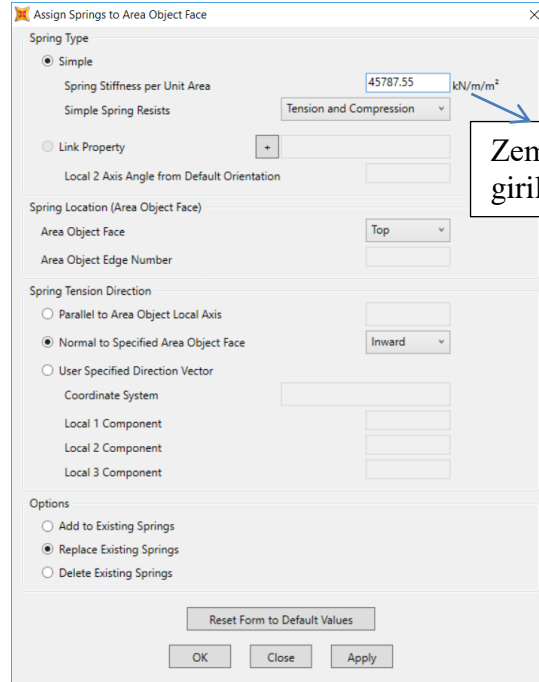 Assign Springs to Area Object Face
Spring Type
Simple
Spring Stiffness per Unit Area 45787.55 kN/m/m²
Simple Spring Resists Tension and Compression
Link Property +
Local 2 Axis Angle from Default Orientation
Spring Location (Area Object Face)
Area Object Face Top
Area Object Edge Number
Spring Tension Direction
Parallel to Area Object Local Axis
Normal to Specified Area Object Face Inward
User Specified Direction Vector
Coordinate System
Local 1 Component
Local 2 Component
Local 3 Component
Options
Add to Existing Springs
Replace Existing Springs
Delete Existing Springs
Reset Form to Default Values
OK Close Apply